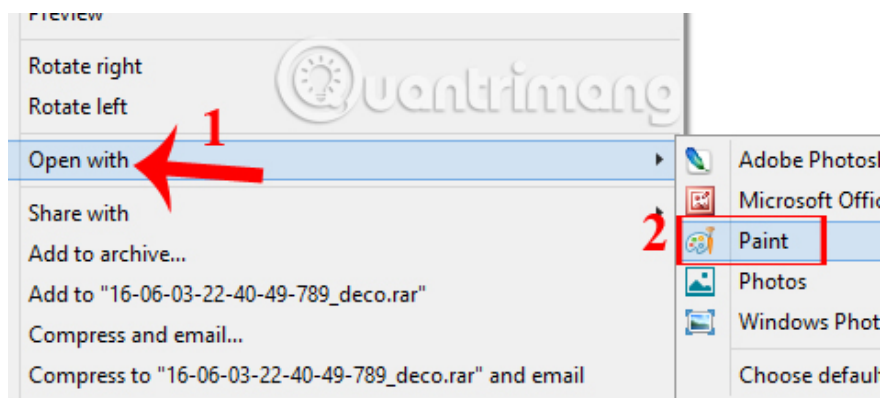 Preview
Rotate right
Quantrimang
Rotate left
1
Open with
Share with
Add to archive...
Add to "16-06-03-22-40-49-789_deco.rar"
Compress and email...
Compress to "16-06-03-22-40-49-789_deco.rar" and email
Adobe Photosh
Microsoft Offic
2
Paint
Photos
Windows Phot
Choose default